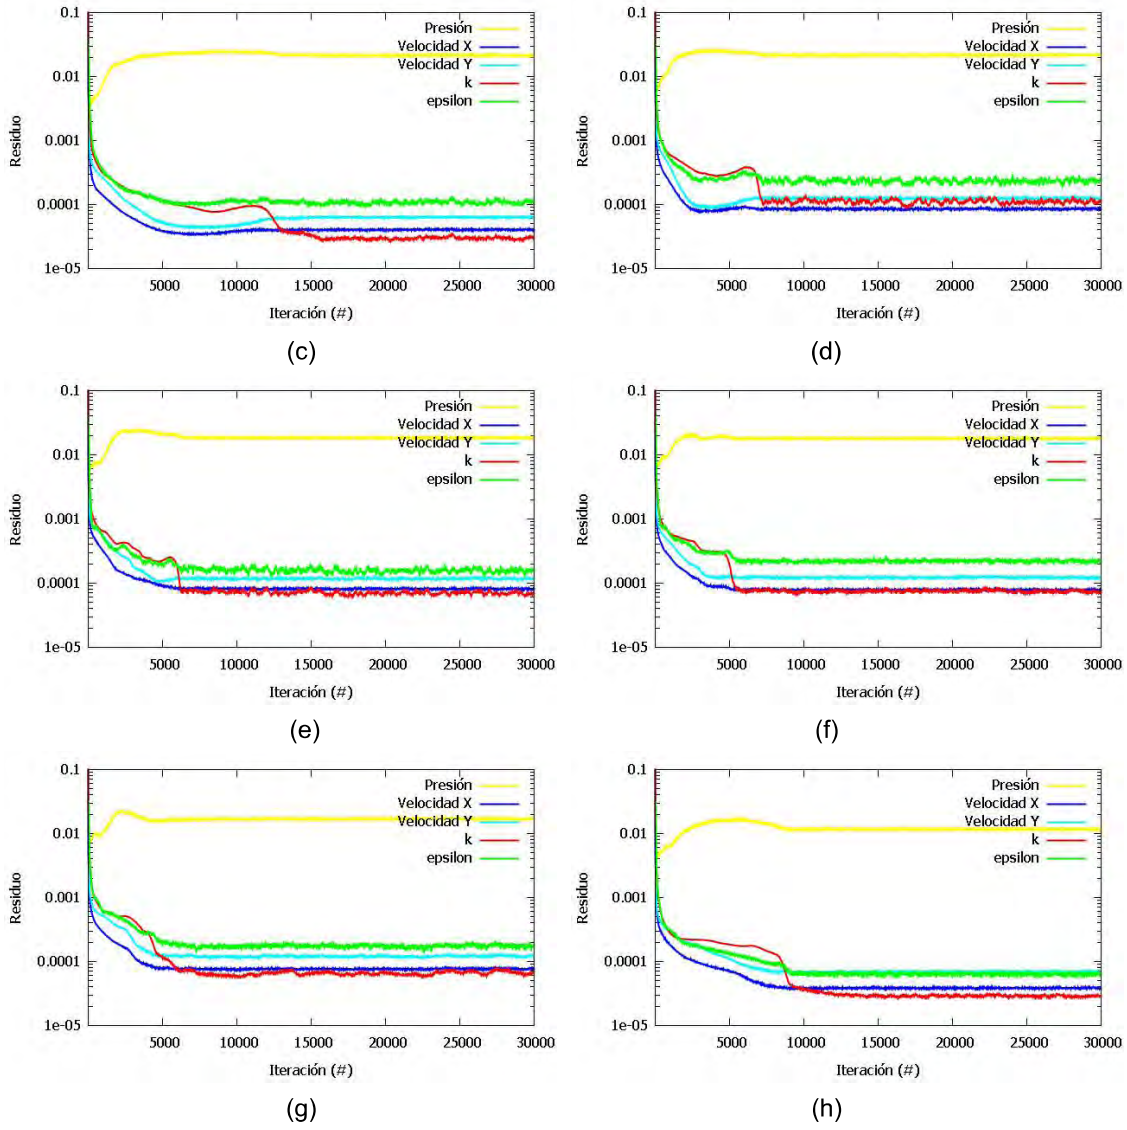 0.1
0.01
0.001
0.0001
1e-05
Residuo
5000 10000 15000 20000 25000 30000
Iteración (#)
Presión
Velocidad X
Velocidad Y
k
epsilon
(c)
0.1
0.01
0.001
0.0001
1e-05
Residuo
5000 10000 15000 20000 25000 30000
Iteración (#)
Presión
Velocidad X
Velocidad Y
k
epsilon
(d)
0.1
0.01
0.001
0.0001
1e-05
Residuo
5000 10000 15000 20000 25000 30000
Iteración (#)
Presión
Velocidad X
Velocidad Y
k
epsilon
(e)
0.1
0.01
0.001
0.0001
1e-05
Residuo
5000 10000 15000 20000 25000 30000
Iteración (#)
Presión
Velocidad X
Velocidad Y
k
epsilon
(f)
0.1
0.01
0.001
0.0001
1e-05
Residuo
5000 10000 15000 20000 25000 30000
Iteración (#)
Presión
Velocidad X
Velocidad Y
k
epsilon
(g)
0.1
0.01
0.001
0.0001
1e-05
Residuo
5000 10000 15000 20000 25000 30000
Iteración (#)
Presión
Velocidad X
Velocidad Y
k
epsilon
(h)